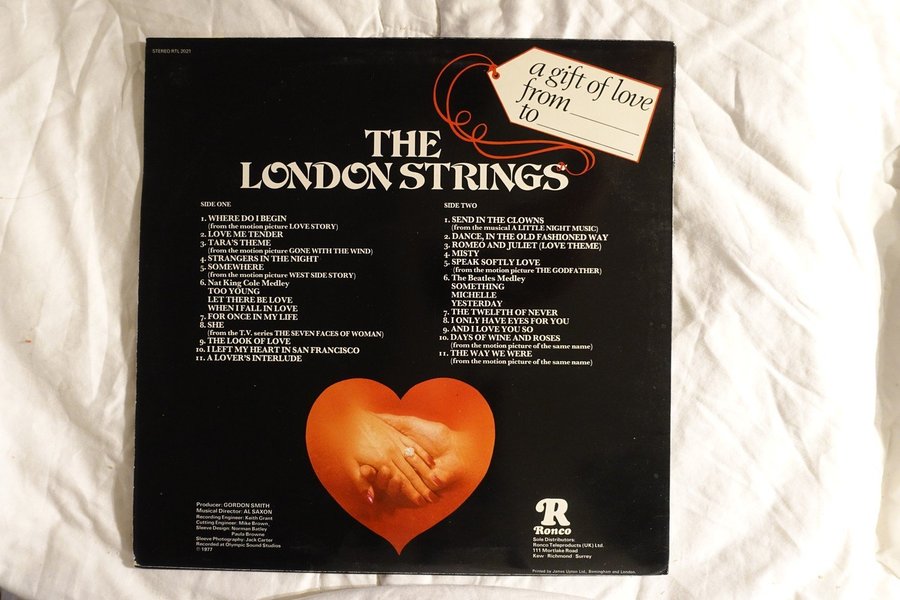 STEREO RTL 2021
a gift of love
from
to
THE
LONDON STRINGS
SIDE ONE
1. WHERE DO I BEGIN
(from the motion picture LOVE STORY)
2. LOVE ME TENDER
3. TARA'S THEME
(from the motion picture GONE WITH THE WIND)
4. STRANGERS IN THE NIGHT
5. SOMEWHERE
(from the motion picture WEST SIDE STORY)
6. Nat King Cole Medley
TOO YOUNG
LET THERE BE LOVE
WHEN I FALL IN LOVE
7. FOR ONCE IN MY LIFE
8. SHE
(from the T.V. series THE SEVEN FACES OF WOMAN)
9. THE LOOK OF LOVE
10. I LEFT MY HEART IN SAN FRANCISCO
11. A LOVER'S INTERLUDE
SIDE TWO
1. SEND IN THE CLOWNS
(from the musical A LITTLE NIGHT MUSIC)
2. DANCE, IN THE OLD FASHIONED WAY
3. ROMEO AND JULIET (LOVE THEME)
4. MISTY
5. SPEAK SOFTLY LOVE
(from the motion picture THE GODFATHER)
6. The Beatles Medley
SOMETHING
MICHELLE
YESTERDAY
7. THE TWELFTH OF NEVER
8. I ONLY HAVE EYES FOR YOU
9. AND I LOVE YOU SO
10. DAYS OF WINE AND ROSES
(from the motion picture of the same name)
11. THE WAY WE WERE
(from the motion picture of the same name)
Producer: GORDON SMITH
Musical Director: AL SAXON
Recording Engineer: Keith Grant
Cutting Engineer: Mike Brown
Sleeve Design: Norman Batley
Paula Browne
Sleeve Photography: Jack Carter
Recorded at Olympic Sound Studios
℗ 1977
R
Ronco
Sole Distributors:
Ronco Teleproducts (UK) Ltd.
111 Mortlake Road
Kew · Richmond · Surrey
Printed by James Upton Ltd, Birmingham and London.